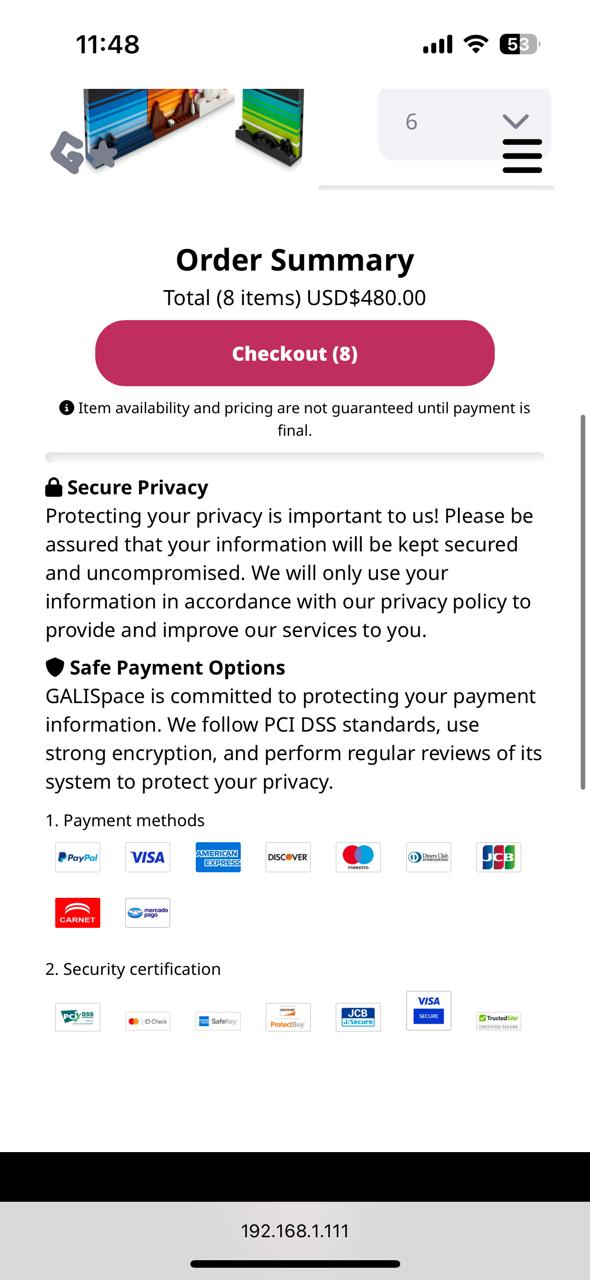 11:48
53
6
Order Summary
Total (8 items) USD$480.00
Checkout (8)
Item availability and pricing are not guaranteed until payment is
final.
Secure Privacy
Protecting your privacy is important to us! Please be
assured that your information will be kept secured
and uncompromised. We will only use your
information in accordance with our privacy policy to
provide and improve our services to you.
Safe Payment Options
GALISpace is committed to protecting your payment
information. We follow PCI DSS standards, use
strong encryption, and perform regular reviews of its
system to protect your privacy.
1. Payment methods
PayPal VISA AMERICAN EXPRESS DISCOVER maestro Diners Club INTERNATIONAL JCB
CARNET mercado pago
2. Security certification
PCI DSS ID Check SafeKey ProtectBuy JCB J/Secure VISA SECURE TrustedSite CERTIFIED SECURE
192.168.1.111